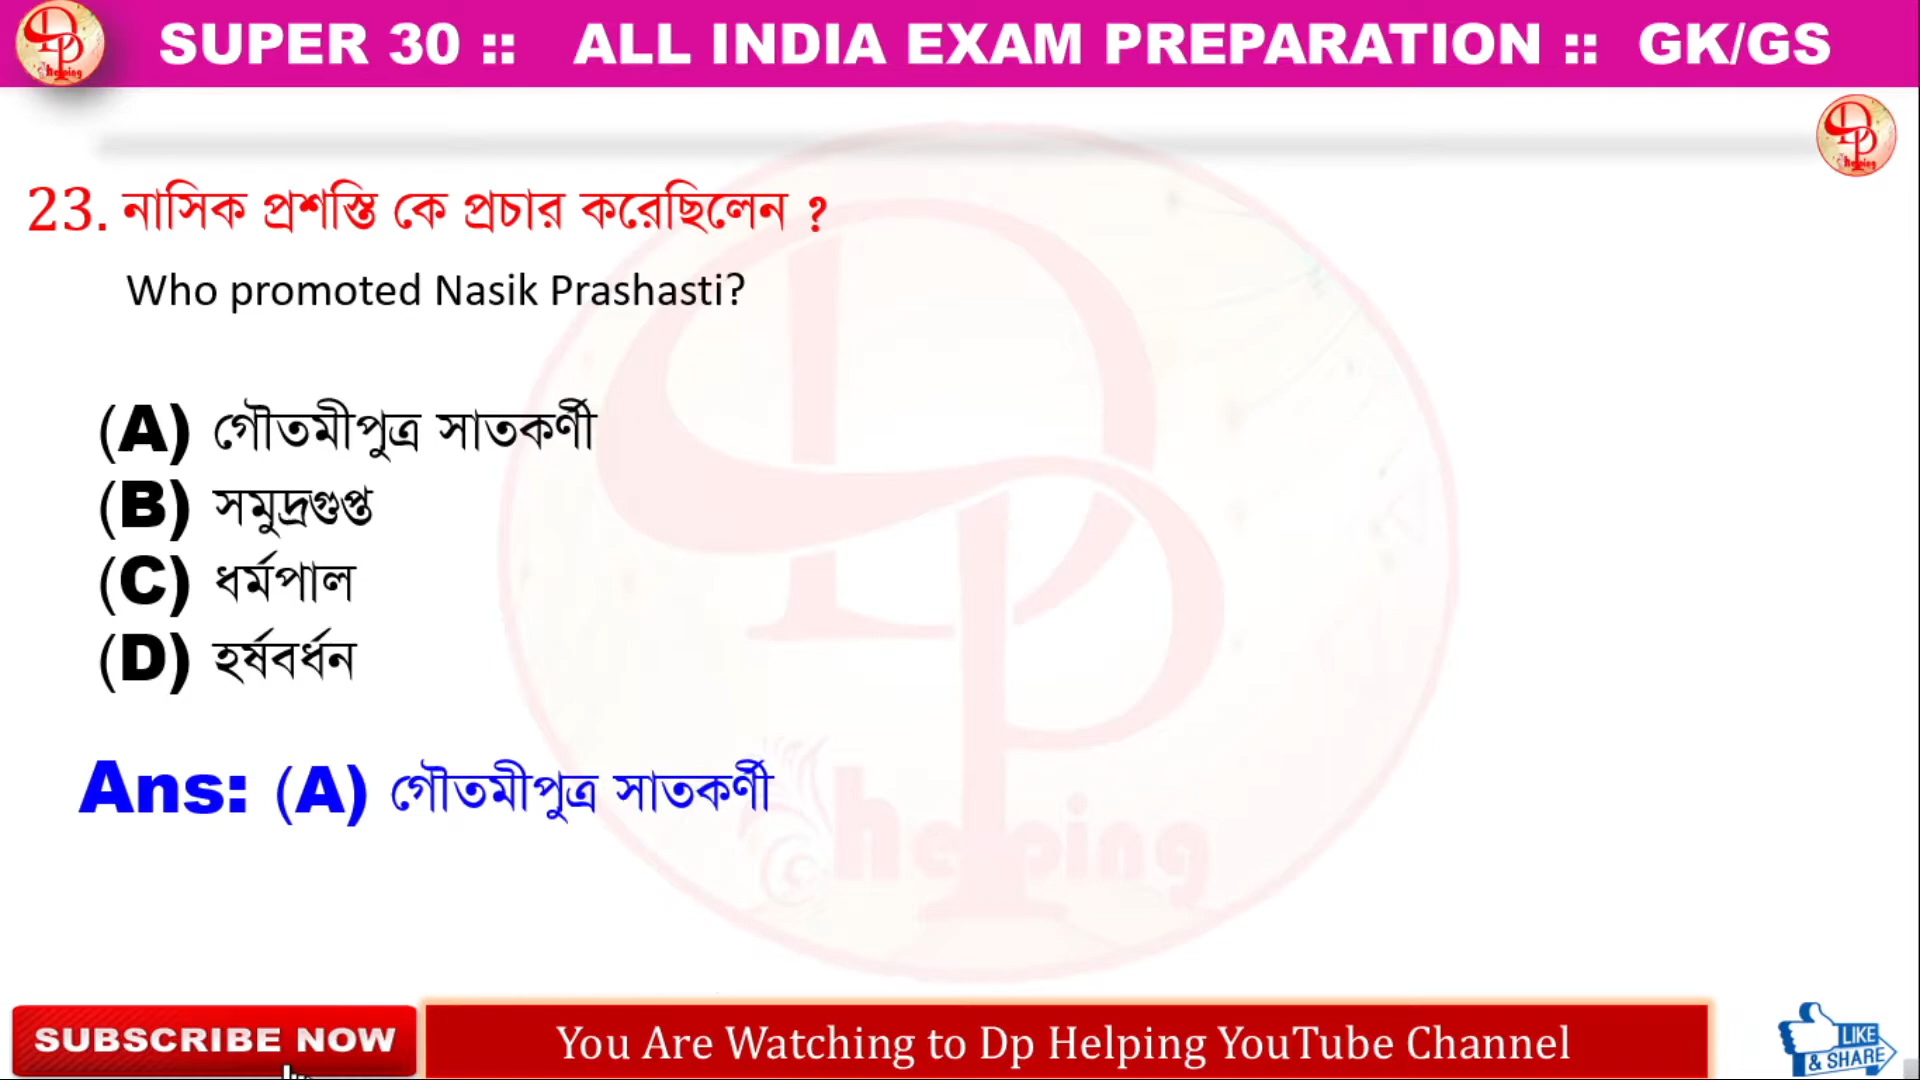 SUPER 30 :: ALL INDIA EXAM PREPARATION :: GK/GS
23. নাসিক প্রশস্তি কে প্রচার করেছিলেন ?
Who promoted Nasik Prashasti?
(A) গৌতমীপুত্র সাতকর্ণী
(B) সমুদ্রগুপ্ত
(C) ধর্মপাল
(D) হর্ষবর্ধন
Ans: (A) গৌতমীপুত্র সাতকর্ণী
DP helping
SUBSCRIBE NOW
You Are Watching to Dp Helping YouTube Channel
LIKE
& SHARE